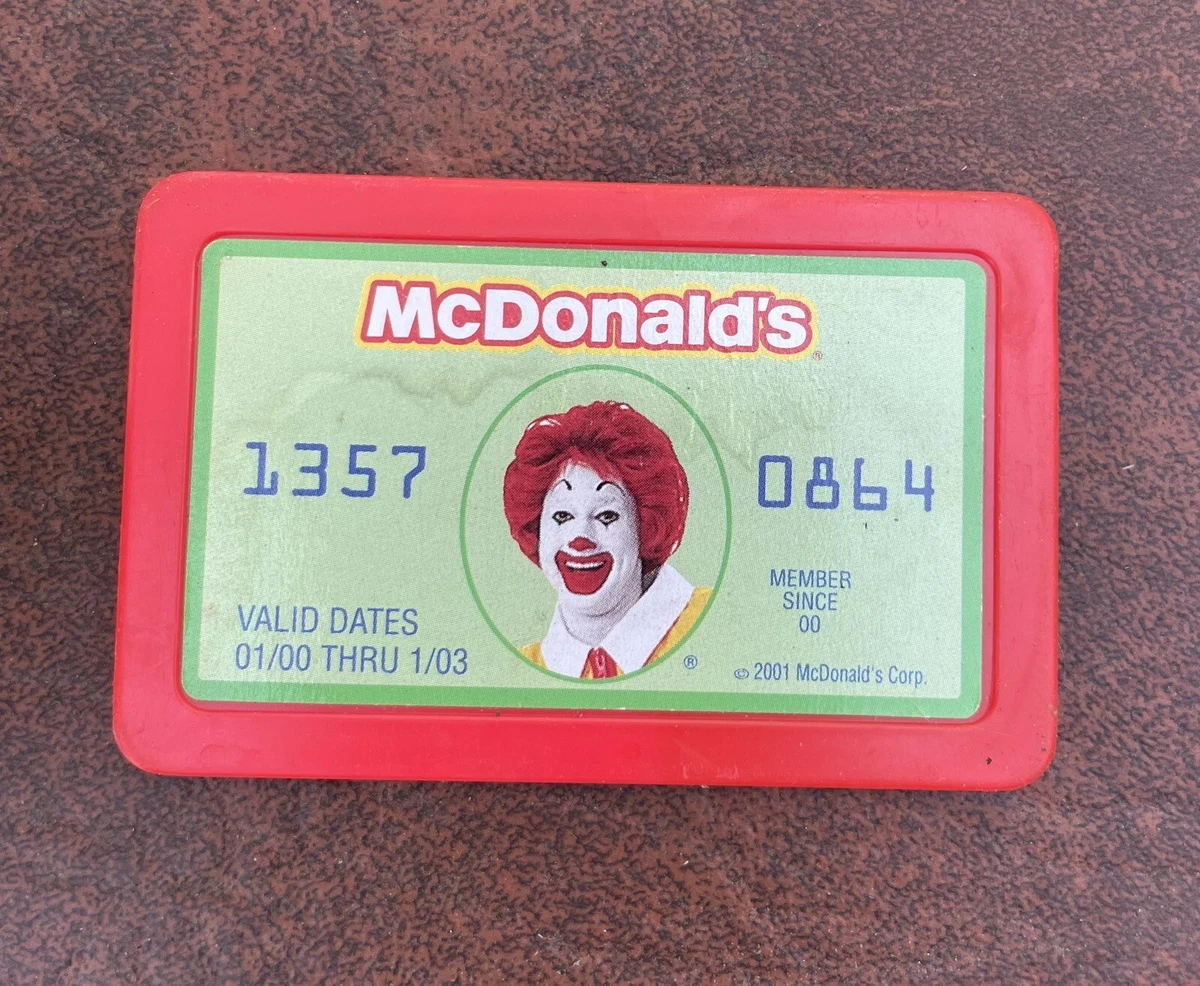 McDonald's®
1357 0864
VALID DATES
01/00 THRU 1/03
MEMBER
SINCE
00
®
© 2001 McDonald's Corp.